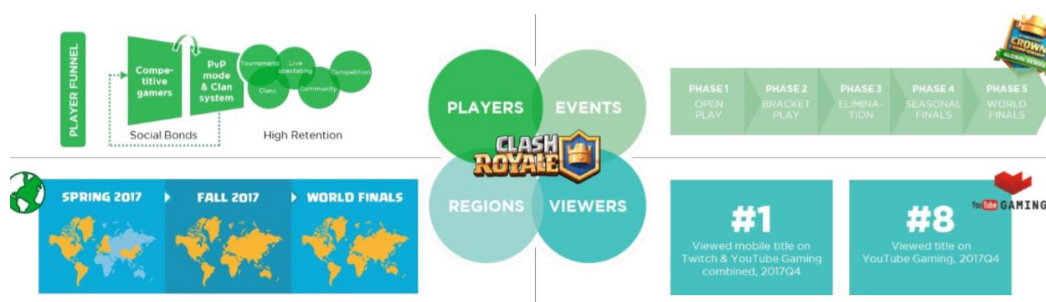 PLAYER FUNNEL
Compe-
titive
gamers
PvP
mode
& Clan
system
Tournaments
Live
spectating
Competition
Clans
Community
Social Bonds
High Retention
PLAYERS
EVENTS
CLASH
ROYALE
REGIONS
VIEWERS
CROWN
GLOBAL SERIES
PHASE 1
OPEN
PLAY
PHASE 2
BRACKET
PLAY
PHASE 3
ELIMINA-
TION
PHASE 4
SEASONAL
FINALS
PHASE 5
WORLD
FINALS
SPRING 2017
FALL 2017
WORLD FINALS
#1
Viewed mobile title on
Twitch & YouTube Gaming
combined, 2017Q4
#8
Viewed title on
YouTube Gaming, 2017Q4
YouTube GAMING